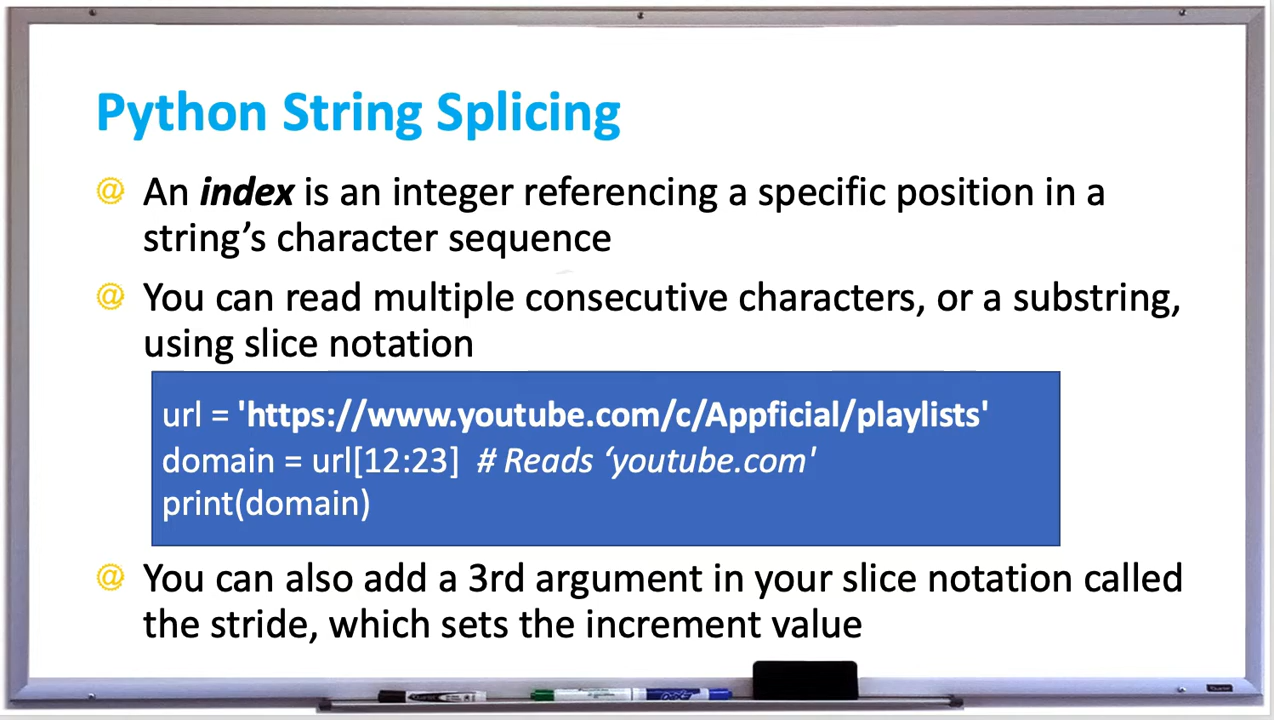 Python String Splicing
An index is an integer referencing a specific position in a
string’s character sequence
You can read multiple consecutive characters, or a substring,
using slice notation
url = 'https://www.youtube.com/c/Appficial/playlists'
domain = url[12:23]  # Reads ‘youtube.com'
print(domain)
You can also add a 3rd argument in your slice notation called
the stride, which sets the increment value